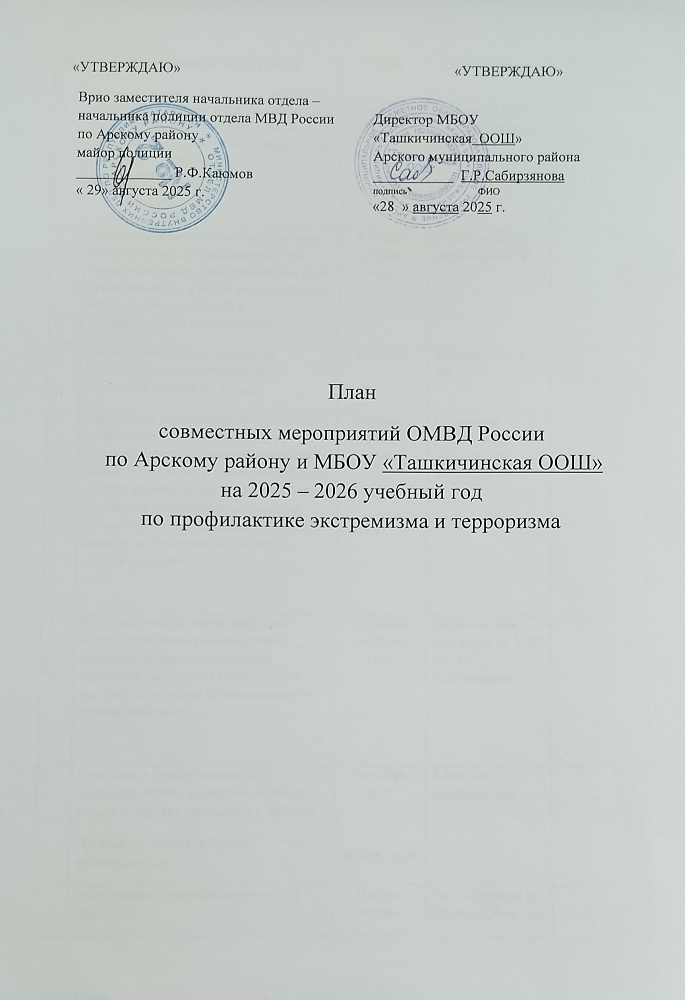 «УТВЕРЖДАЮ»
Врио заместителя начальника отдела –
начальника полиции отдела МВД России
по Арскому району
майор полиции
Р.Ф.Каюмов
« 29» августа 2025 г.
«УТВЕРЖДАЮ»
Директор МБОУ
«Ташкичинская ООШ»
Арского муниципального района
Г.Р.Сабирзянова
подпись ФИО
«28 » августа 2025 г.
План
совместных мероприятий ОМВД России
по Арскому району и МБОУ «Ташкичинская ООШ»
на 2025 – 2026 учебный год
по профилактике экстремизма и терроризма